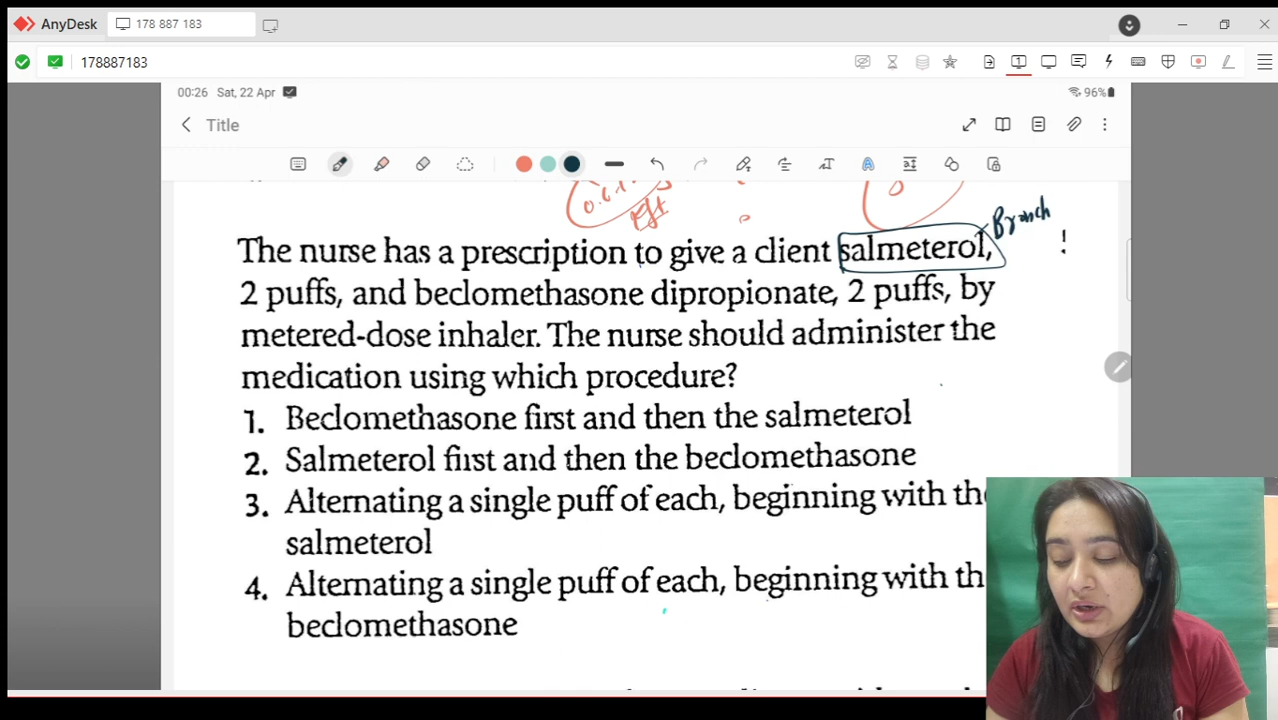 AnyDesk
178 887 183
178887183
00:26 Sat, 22 Apr
96%
Title
left
Bronch
The nurse has a prescription to give a client salmeterol,
2 puffs, and beclomethasone dipropionate, 2 puffs, by
metered-dose inhaler. The nurse should administer the
medication using which procedure?
1. Beclomethasone first and then the salmeterol
2. Salmeterol first and then the beclomethasone
3. Alternating a single puff of each, beginning with the
salmeterol
4. Alternating a single puff of each, beginning with th
beclomethasone